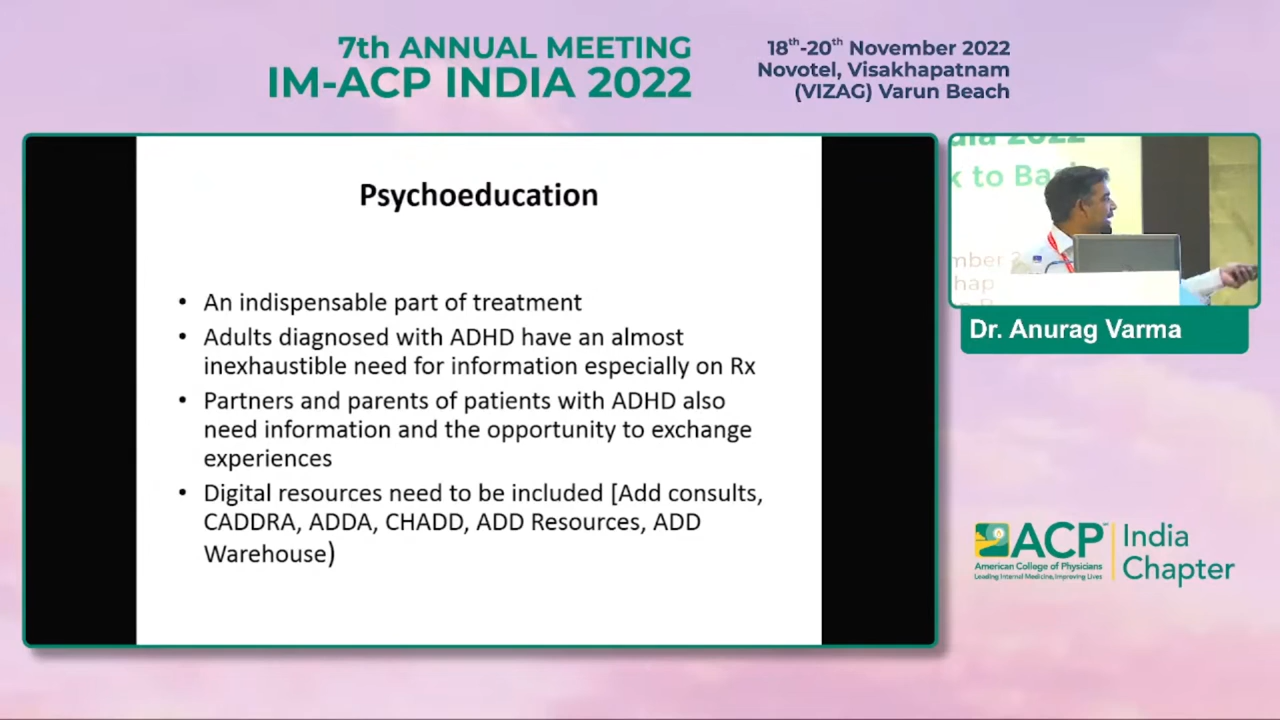 7th ANNUAL MEETING
IM-ACP INDIA 2022
18th-20th November 2022
Novotel, Visakhapatnam
(VIZAG) Varun Beach
Psychoeducation
• An indispensable part of treatment
• Adults diagnosed with ADHD have an almost
inexhaustible need for information especially on Rx
• Partners and parents of patients with ADHD also
need information and the opportunity to exchange
experiences
• Digital resources need to be included [Add consults,
CADDRA, ADDA, CHADD, ADD Resources, ADD
Warehouse)
2022
to
Dr. Anurag Varma
ACP
American College of Physicians
Leading Internal Medicine, Improving Lives
India
Chapter